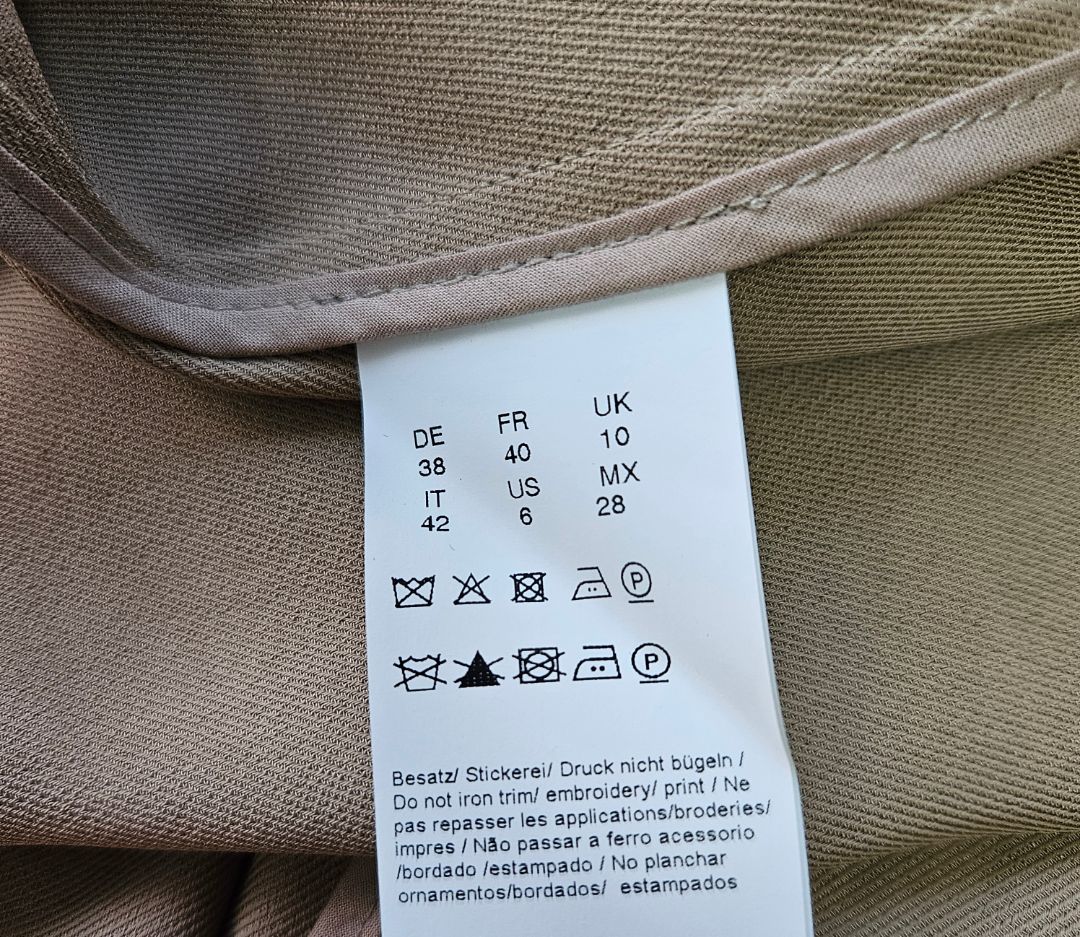 DE FR UK
38 40 10
IT US MX
42 6 28
P
P
Besatz/ Stickerei/ Druck nicht bügeln /
Do not iron trim/ embroidery/ print / Ne
pas repasser les applications/broderies/
impres / Não passar a ferro acessorio
/bordado /estampado / No planchar
ornamentos/bordados/ estampados